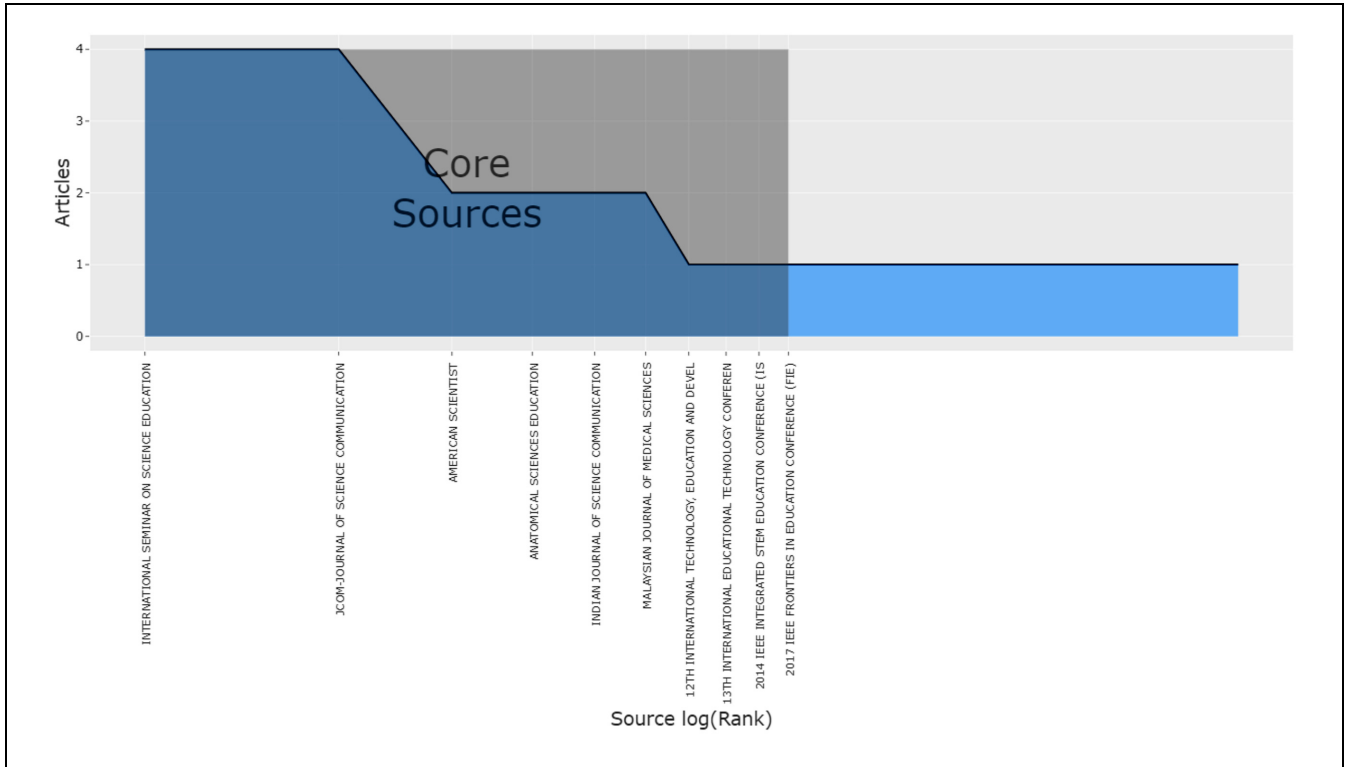 4
3
2
1
0
Articles
Core
Sources
INTERNATIONAL SEMINAR ON SCIENCE EDUCATION
JCOM-JOURNAL OF SCIENCE COMMUNICATION
AMERICAN SCIENTIST
ANATOMICAL SCIENCES EDUCATION
INDIAN JOURNAL OF SCIENCE COMMUNICATION
MALAYSIAN JOURNAL OF MEDICAL SCIENCES
12TH INTERNATIONAL TECHNOLOGY, EDUCATION AND DEVEL
13TH INTERNATIONAL EDUCATIONAL TECHNOLOGY CONFEREN
2014 IEEE INTEGRATED STEM EDUCATION CONFERENCE (IS
2017 IEEE FRONTIERS IN EDUCATION CONFERENCE (FIE)
Source log(Rank)